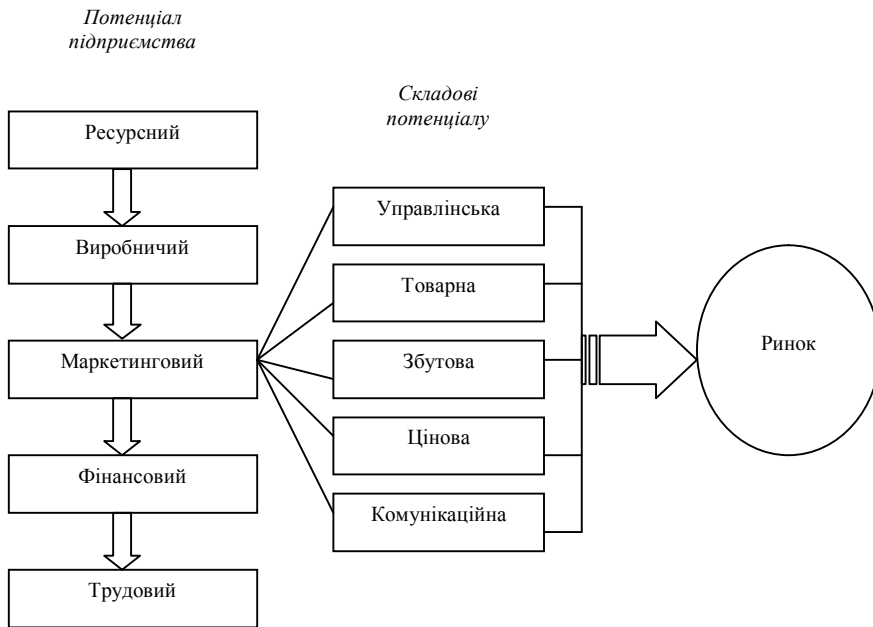 Потенціал
підприємства
Складові
потенціалу
Ресурсний
Виробничий
Маркетинговий
Фінансовий
Трудовий
Управлінська
Товарна
Збутова
Цінова
Комунікаційна
Ринок